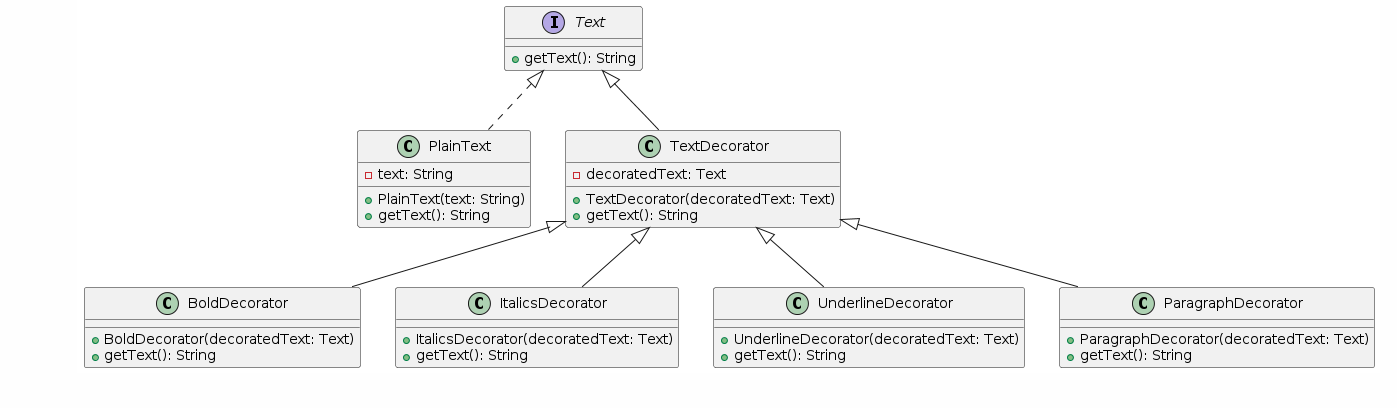 I Text
getText(): String
C PlainText
text: String
PlainText(text: String)
getText(): String
C TextDecorator
decoratedText: Text
TextDecorator(decoratedText: Text)
getText(): String
C BoldDecorator
BoldDecorator(decoratedText: Text)
getText(): String
C ItalicsDecorator
ItalicsDecorator(decoratedText: Text)
getText(): String
C UnderlineDecorator
UnderlineDecorator(decoratedText: Text)
getText(): String
C ParagraphDecorator
ParagraphDecorator(decoratedText: Text)
getText(): String